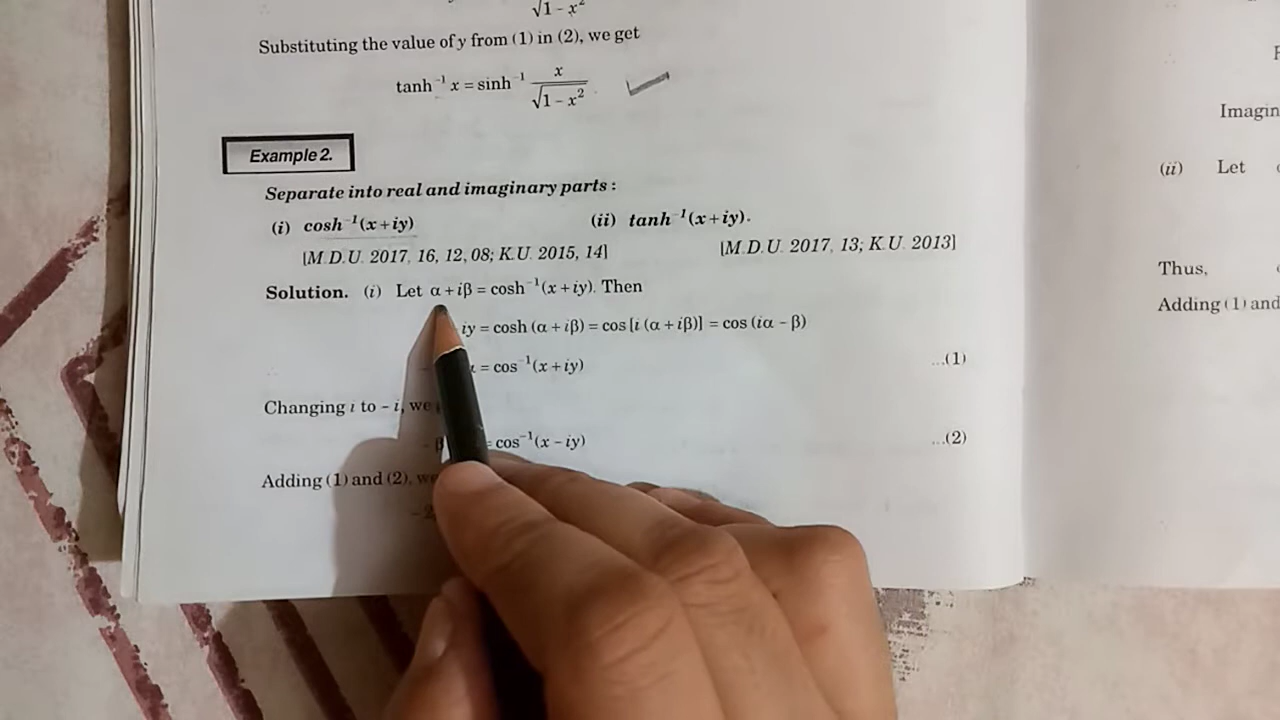 √1 – x²
Substituting the value of y from (1) in (2), we get
tanh⁻¹ x = sinh⁻¹ x / √1 – x²
Example 2.
Separate into real and imaginary parts :
(i) cosh⁻¹(x+iy) (ii) tanh⁻¹(x+iy).
[M.D.U. 2017, 16, 12, 08; K.U. 2015, 14] [M.D.U. 2017, 13; K.U. 2013]
Solution. (i) Let α + iβ = cosh⁻¹(x + iy). Then
iy = cosh (α + iβ) = cos [i (α + iβ)] = cos (iα – β)
= cos⁻¹(x + iy) ...(1)
Changing i to – i, we
– β = cos⁻¹(x – iy) ...(2)
Adding (1) and (2), we
– 2
Imagin
(ii) Let
Thus,
Adding (1) and